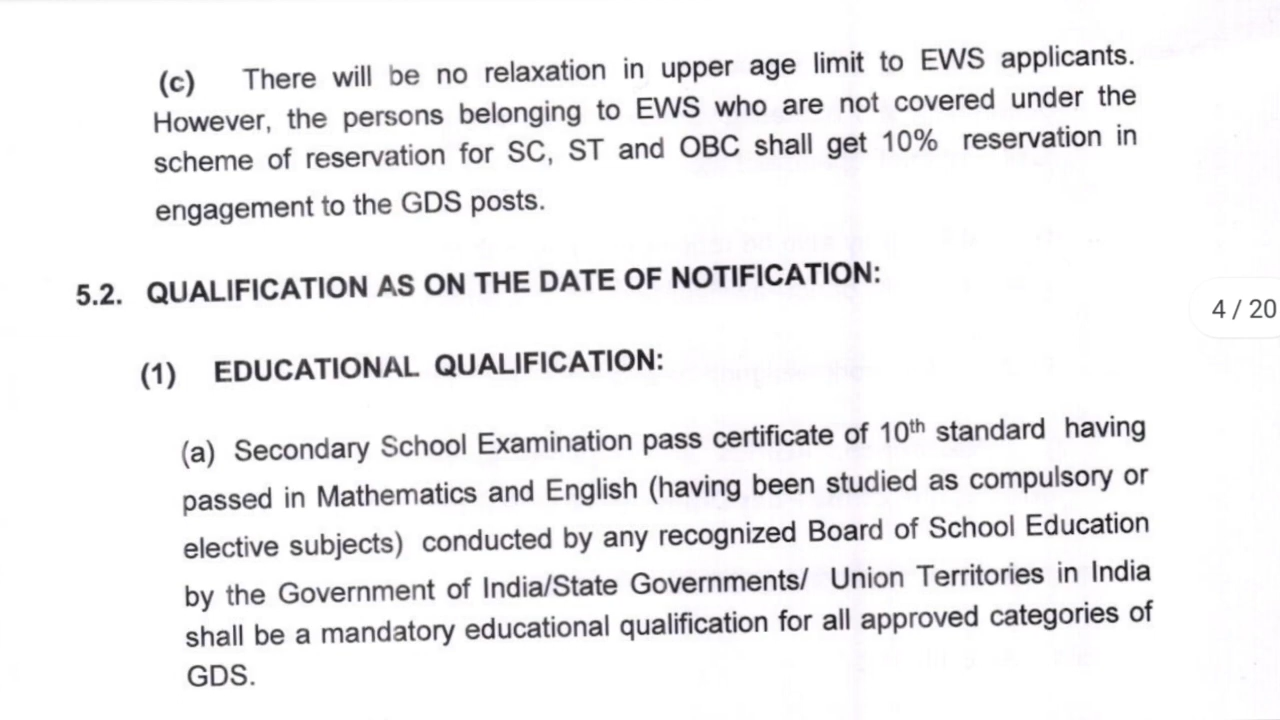 (c) There will be no relaxation in upper age limit to EWS applicants.
However, the persons belonging to EWS who are not covered under the
scheme of reservation for SC, ST and OBC shall get 10% reservation in
engagement to the GDS posts.
5.2. QUALIFICATION AS ON THE DATE OF NOTIFICATION:
4 / 20
(1) EDUCATIONAL QUALIFICATION:
(a) Secondary School Examination pass certificate of 10th standard having
passed in Mathematics and English (having been studied as compulsory or
elective subjects) conducted by any recognized Board of School Education
by the Government of India/State Governments/ Union Territories in India
shall be a mandatory educational qualification for all approved categories of
GDS.